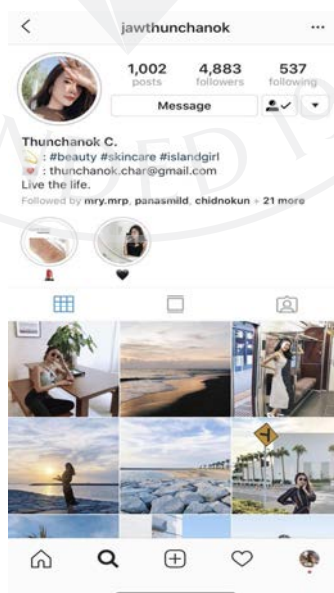 jawthunchanok
1,002 4,883 537
posts followers following
Message
Thunchanok C.
: #beauty #skincare #islandgirl
: thunchanok.char@gmail.com
Live the life.
Followed by mry.mrp, panasmild, chidnokun + 21 more